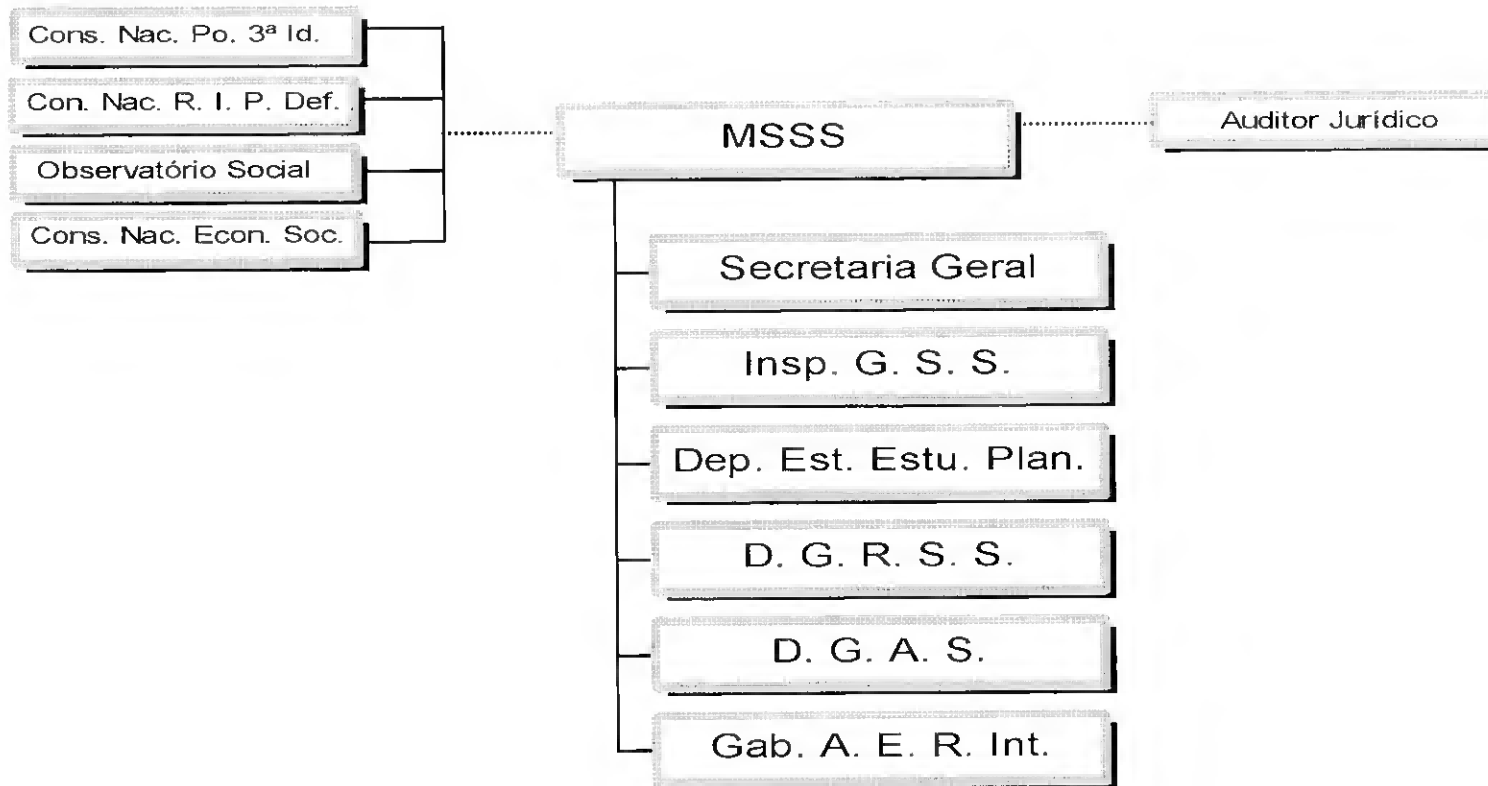 Cons. Nac. Po. 3ª Id.
Con. Nac. R. I. P. Def.
Observatório Social
Cons. Nac. Econ. Soc.
MSSS
Auditor Jurídico
Secretaria Geral
Insp. G. S. S.
Dep. Est. Estu. Plan.
D. G. R. S. S.
D. G. A. S.
Gab. A. E. R. Int.